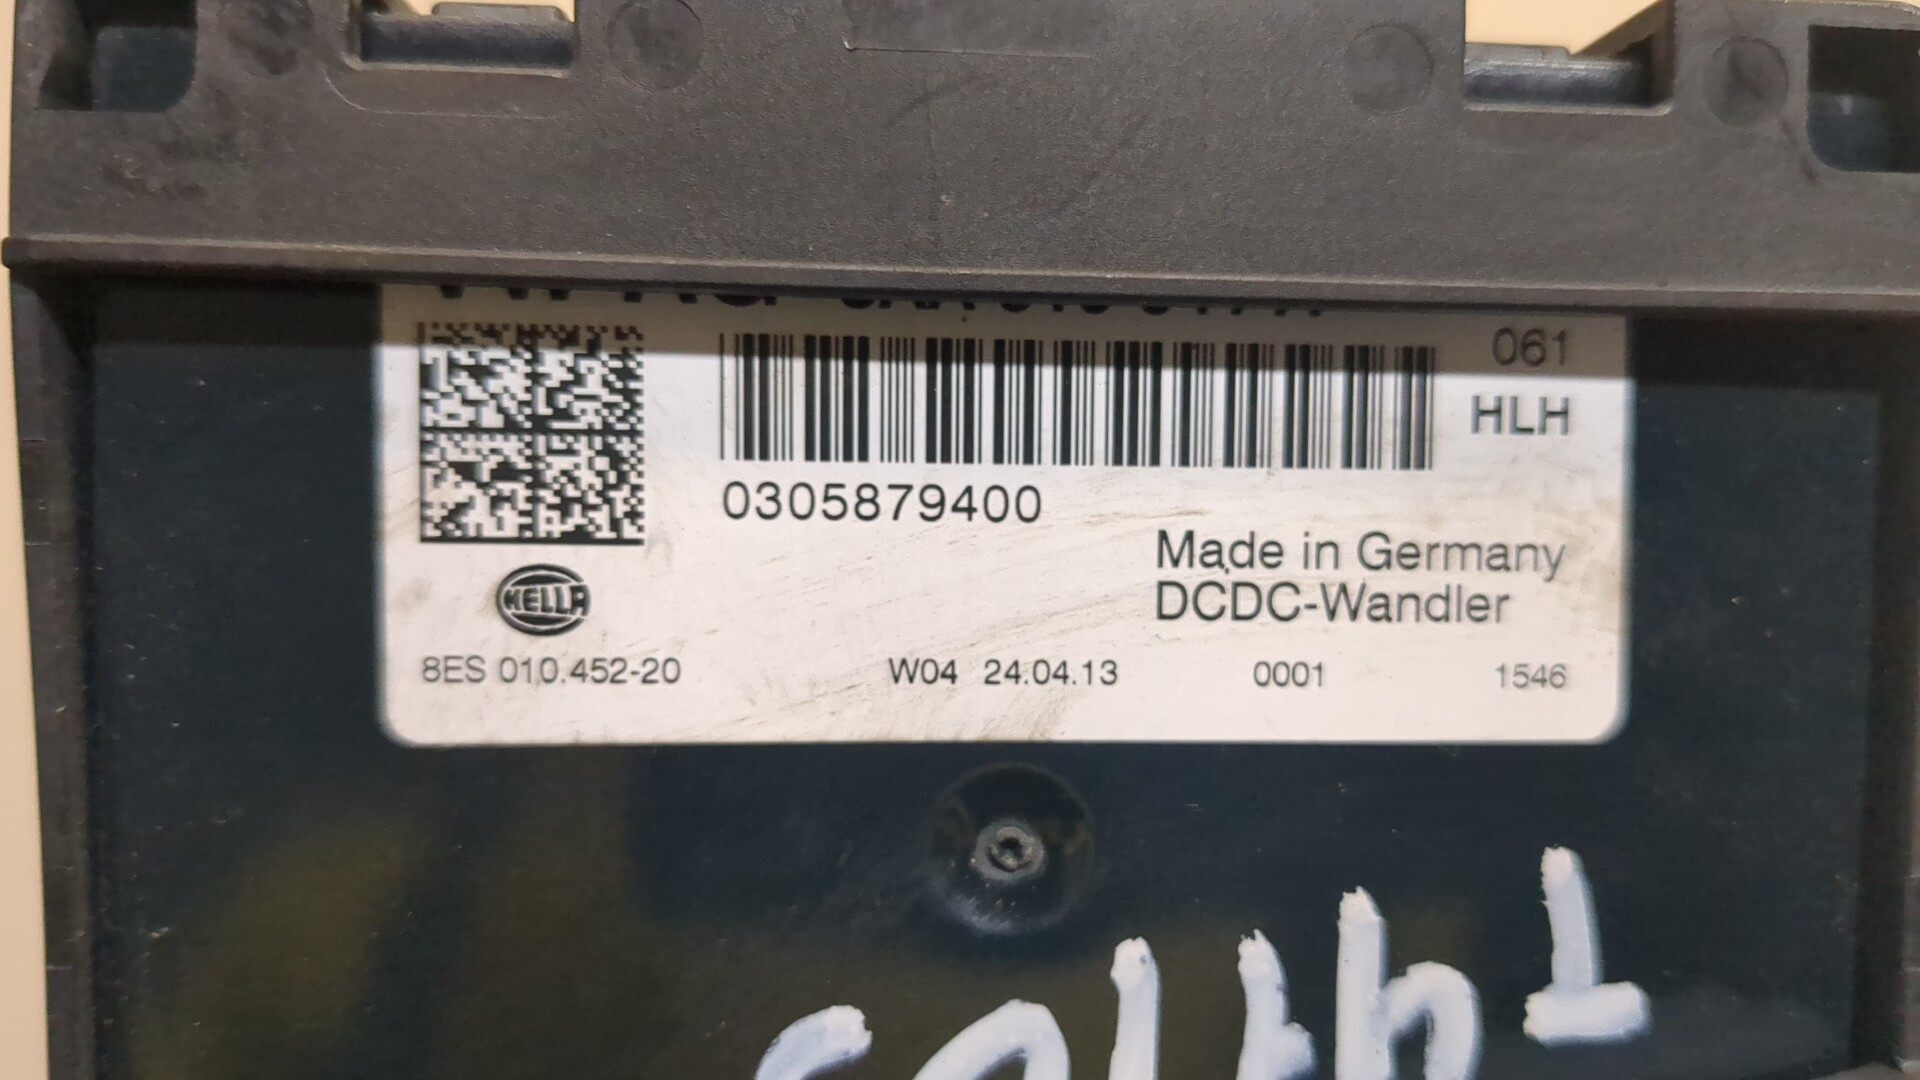 061
HLH
0305879400
Made in Germany
DCDC-Wandler
HELLA
8ES 010.452-20 W04 24.04.13 0001 1546